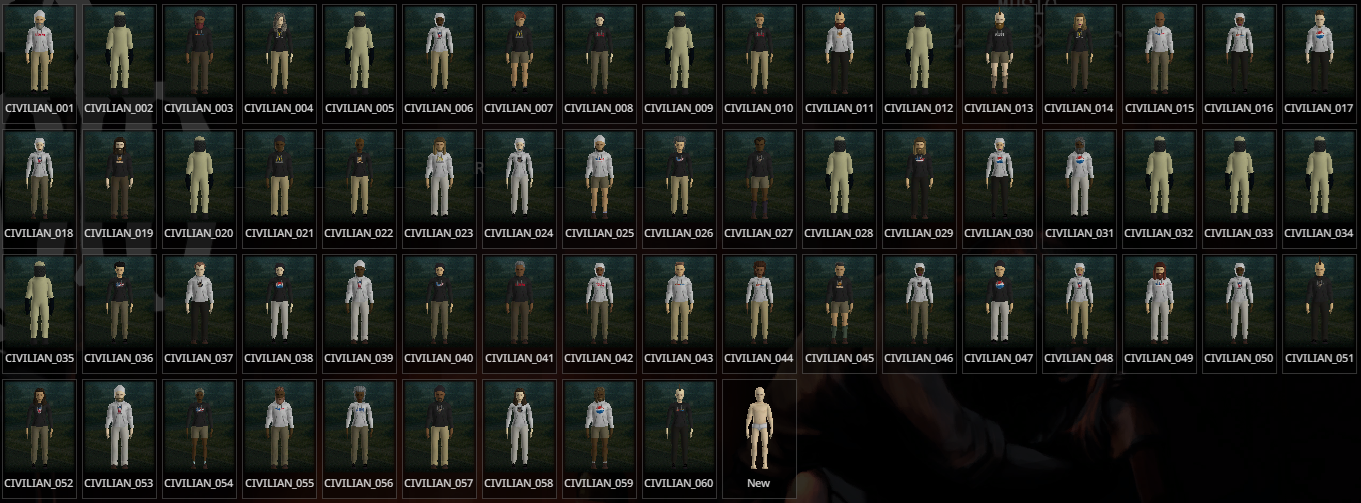 CIVILIAN_001 CIVILIAN_002 CIVILIAN_003 CIVILIAN_004 CIVILIAN_005 CIVILIAN_006 CIVILIAN_007 CIVILIAN_008 CIVILIAN_009 CIVILIAN_010 CIVILIAN_011 CIVILIAN_012 CIVILIAN_013 CIVILIAN_014 CIVILIAN_015 CIVILIAN_016 CIVILIAN_017
CIVILIAN_018 CIVILIAN_019 CIVILIAN_020 CIVILIAN_021 CIVILIAN_022 CIVILIAN_023 CIVILIAN_024 CIVILIAN_025 CIVILIAN_026 CIVILIAN_027 CIVILIAN_028 CIVILIAN_029 CIVILIAN_030 CIVILIAN_031 CIVILIAN_032 CIVILIAN_033 CIVILIAN_034
CIVILIAN_035 CIVILIAN_036 CIVILIAN_037 CIVILIAN_038 CIVILIAN_039 CIVILIAN_040 CIVILIAN_041 CIVILIAN_042 CIVILIAN_043 CIVILIAN_044 CIVILIAN_045 CIVILIAN_046 CIVILIAN_047 CIVILIAN_048 CIVILIAN_049 CIVILIAN_050 CIVILIAN_051
CIVILIAN_052 CIVILIAN_053 CIVILIAN_054 CIVILIAN_055 CIVILIAN_056 CIVILIAN_057 CIVILIAN_058 CIVILIAN_059 CIVILIAN_060 New